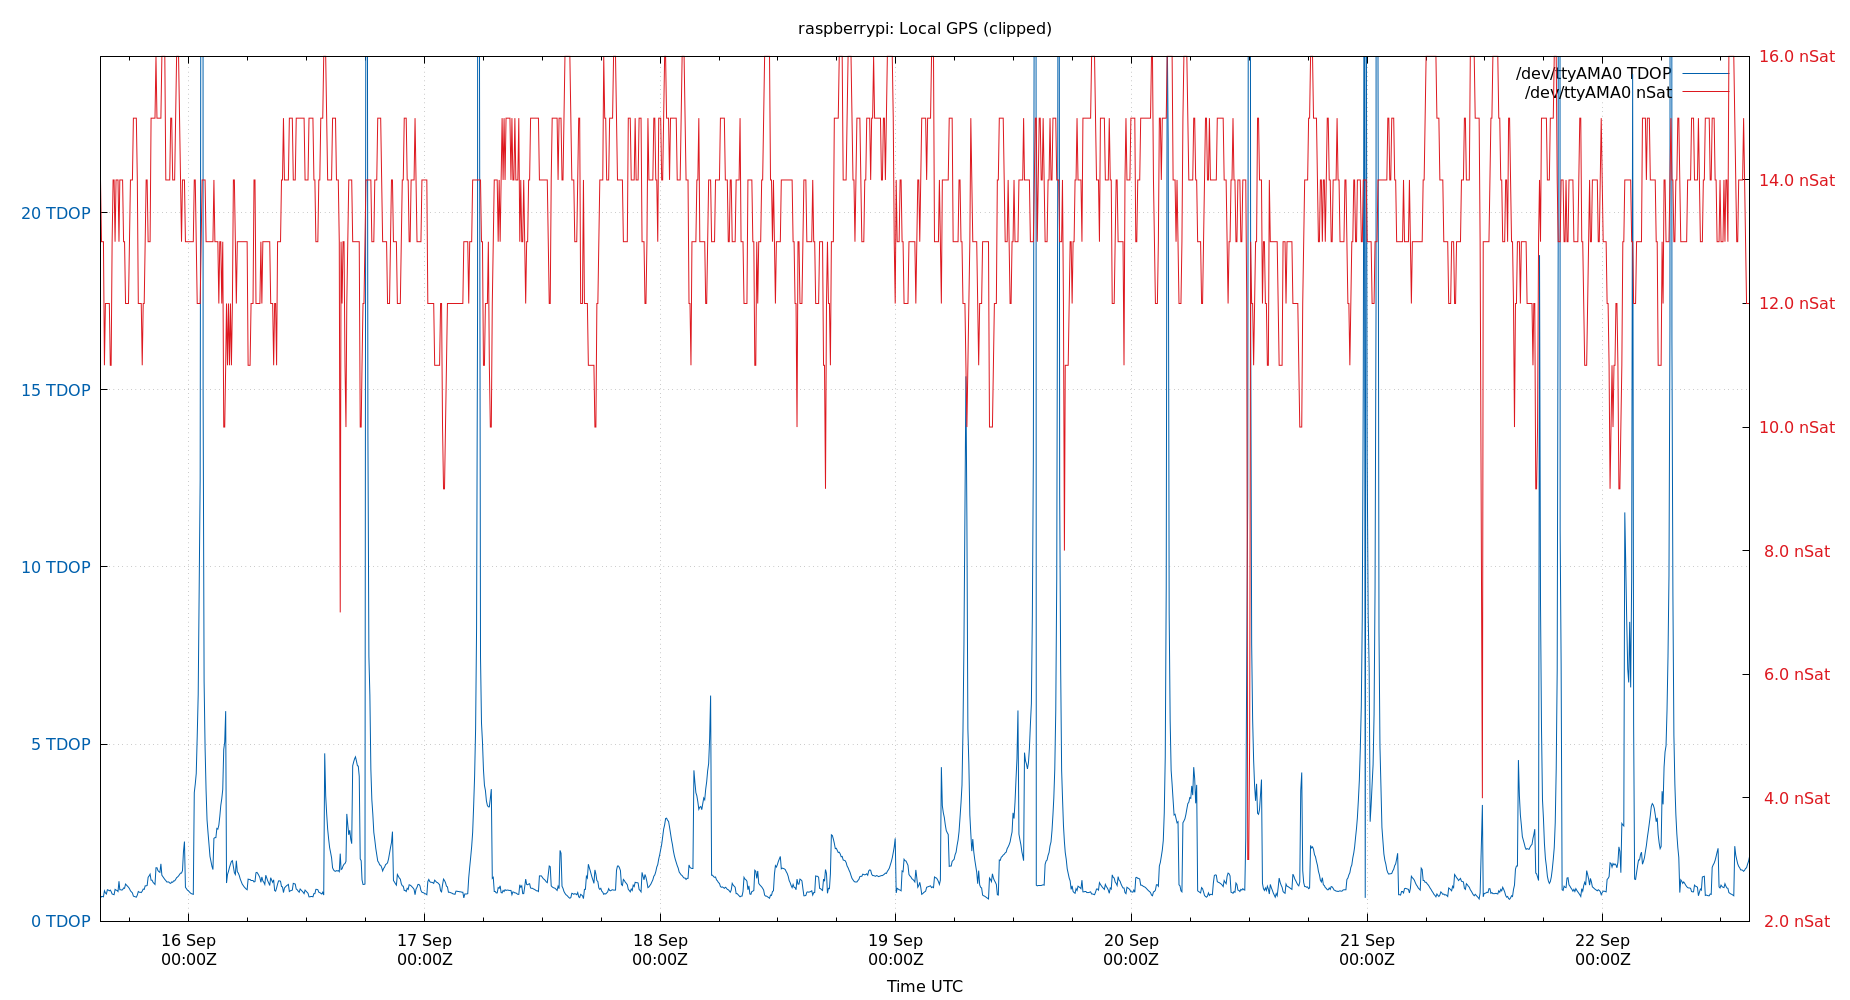 raspberrypi: Local GPS (clipped)
/dev/ttyAMA0 TDOP
/dev/ttyAMA0 nSat
20 TDOP
15 TDOP
10 TDOP
5 TDOP
0 TDOP
16.0 nSat
14.0 nSat
12.0 nSat
10.0 nSat
8.0 nSat
6.0 nSat
4.0 nSat
2.0 nSat
16 Sep
00:00Z
17 Sep
00:00Z
18 Sep
00:00Z
19 Sep
00:00Z
20 Sep
00:00Z
21 Sep
00:00Z
22 Sep
00:00Z
Time UTC